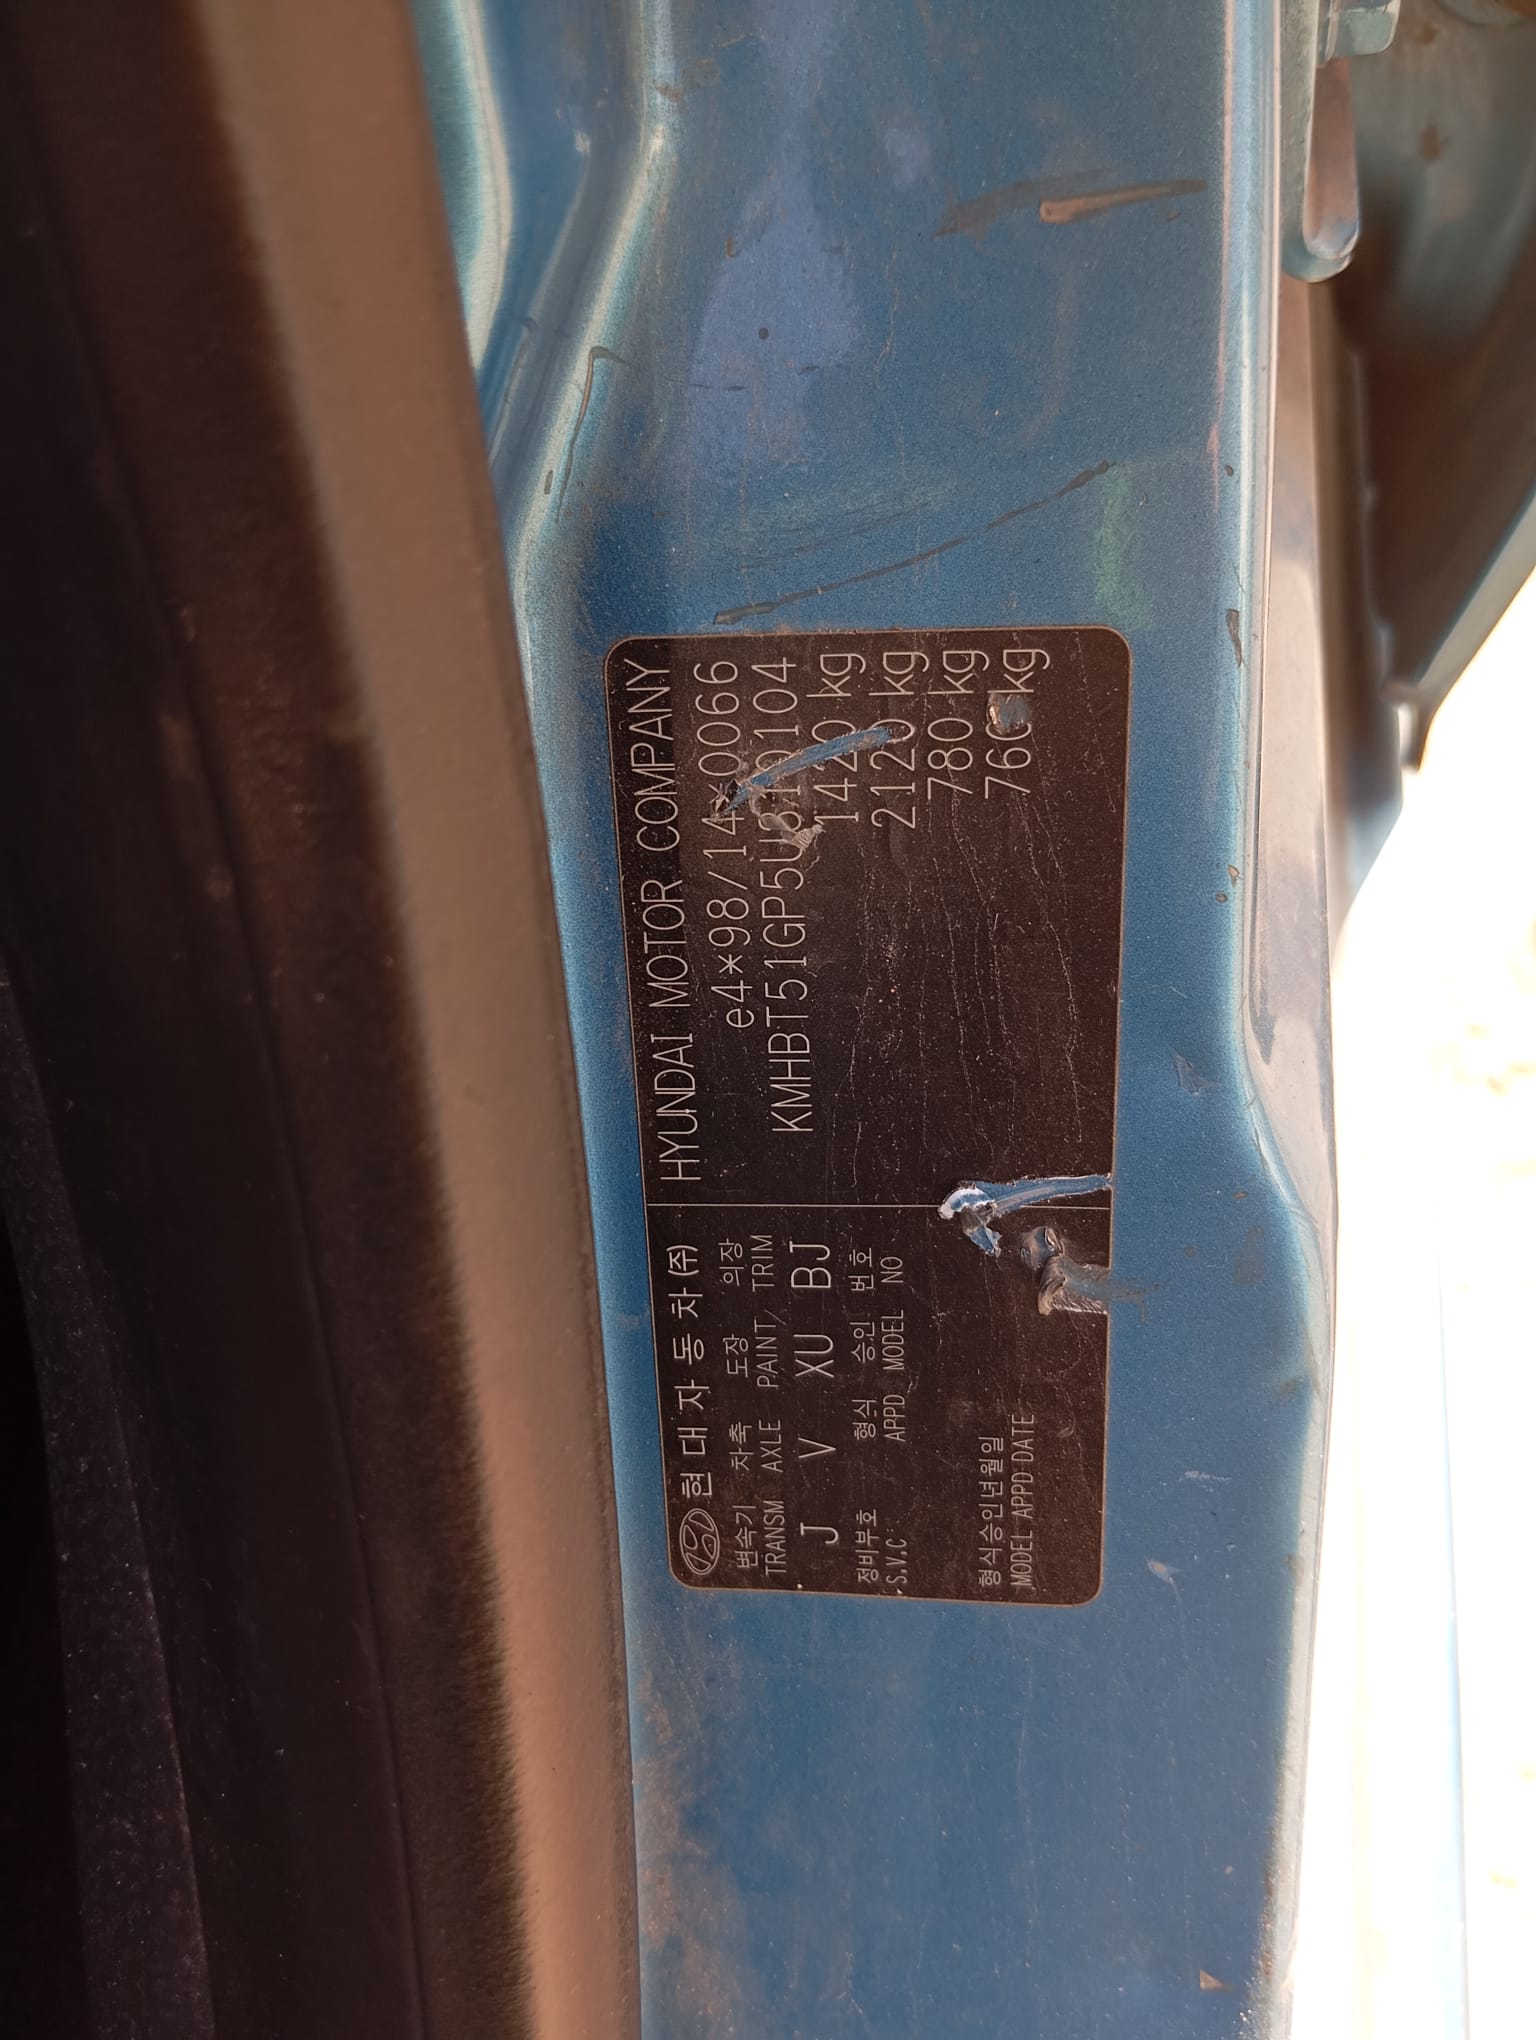 현대자동차(주)
변속기 차축 도장 의장
TRANSM AXLE PAINT/ TRIM
J V XU BJ
정비부호 형식 승인 번호
S.V.C APPD MODEL NO
형식승인년월일
MODEL APPD DATE
HYUNDAI MOTOR COMPANY
e4*98/14*0066
1420 kg
2120 kg
780 kg
kg